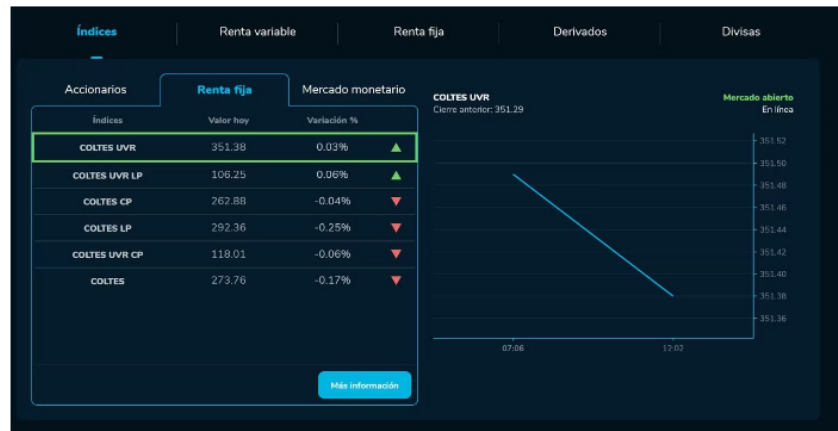 Índices Renta variable Renta fija Derivados Divisas
Accionarios Renta fija Mercado monetario
Índices Valor hoy Variación %
COLTES UVR 351.38 0.03%
COLTES UVR LP 106.25 0.06%
COLTES CP 262.88 -0.04%
COLTES LP 292.36 -0.25%
COLTES UVR CP 118.01 -0.06%
COLTES 273.76 -0.17%
Más información
COLTES UVR
Cierre anterior: 351.29
Mercado abierto
En línea
351.52
351.50
351.48
351.46
351.44
351.42
351.40
351.38
351.36
07:06 12:02